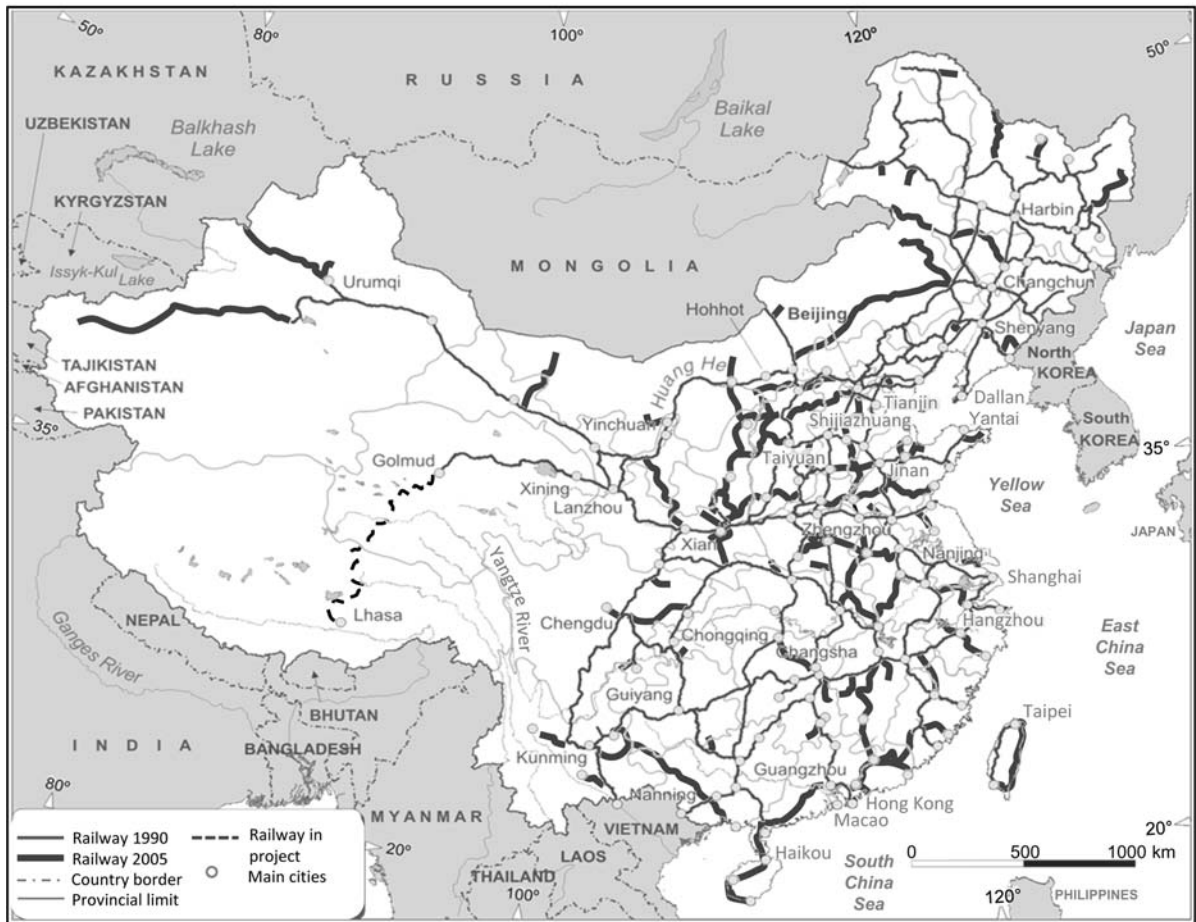 50°
80°
100°
120°
50°
KAZAKHSTAN
RUSSIA
UZBEKISTAN
Balkhash
Lake
Baikal
Lake
KYRGYZSTAN
Issyk-Kul
Lake
Harbin
MONGOLIA
Urumqi
Changchun
Hohhot
Beijing
Shenyang
Japan
Sea
TAJIKISTAN
AFGHANISTAN
PAKISTAN
North
KOREA
Huang He
Dallan
Yantai
Tianjin
35°
Yinchuan
Shijiazhuang
South
KOREA
35°
Golmud
Taiyuan
Jinan
Xining
Lanzhou
Yellow
Sea
JAPAN
Xian
Zhengzhou
Nanjing
Yangtze River
Shanghai
Lhasa
NEPAL
Chengdu
Hangzhou
Ganges River
Chongqing
Changsha
East
China
Sea
Guiyang
BHUTAN
Taipei
INDIA
BANGLADESH
Kunming
Guangzhou
80°
Nanning
Hong Kong
Macao
MYANMAR
VIETNAM
20°
20°
LAOS
Haikou
THAILAND
South
China
Sea
0 500 1000 km
100°
120°
PHILIPPINES
Railway 1990
Railway 2005
Country border
Provincial limit
Railway in
project
Main cities